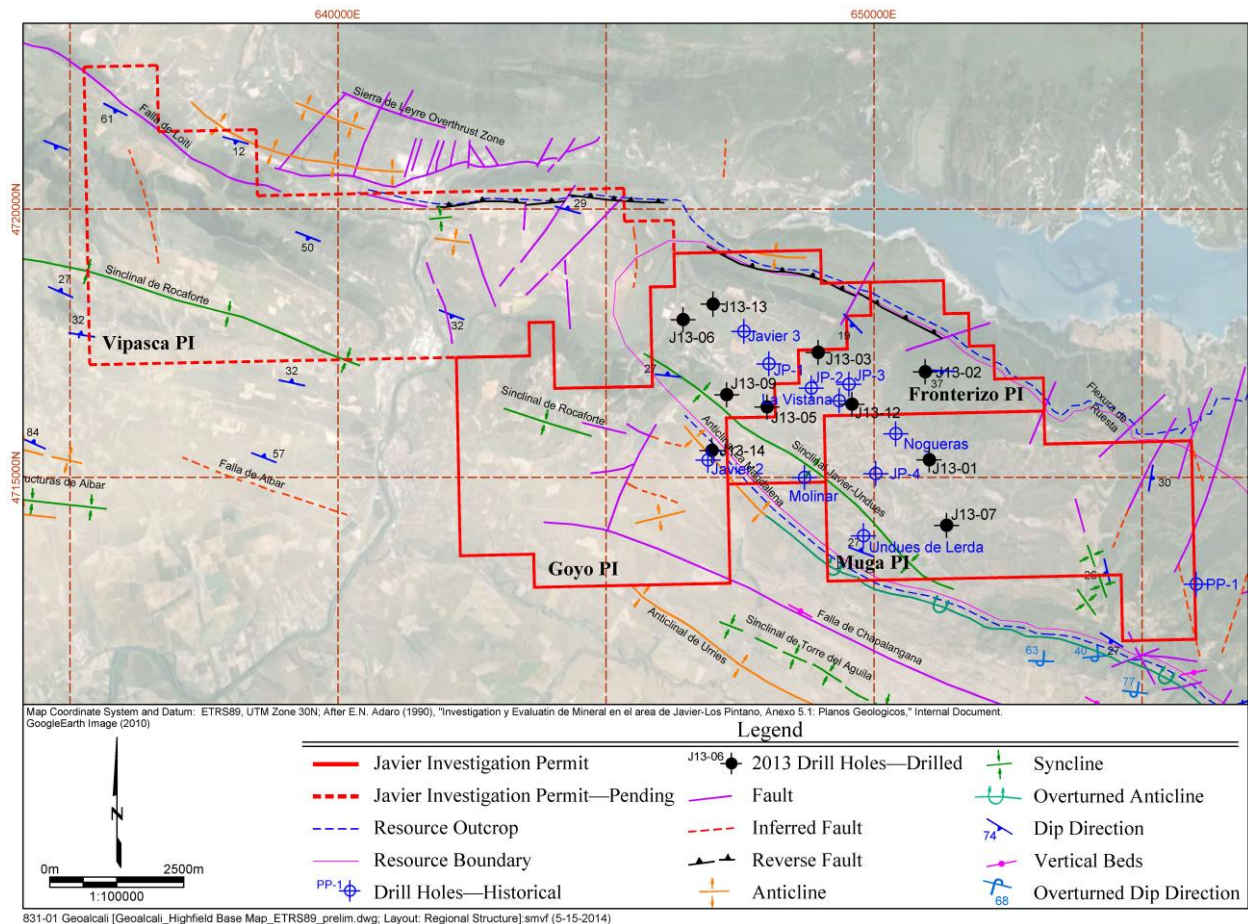 640000E
650000E
Sierra de Leyre Overthrust Zone
61
Falla de Loiti
12
4720000N
29
50
Sinclinal de Rocaforte
27
32
32
Vipasca PI
32
J13-13
J13-06
Javier 3
19
J13-03
JP-1
J13-02
37
JP-2
JP-3
27
J13-09
La Vistana
Fronterizo PI
J13-05
J13-12
Flexura de
Ruesta
Sinclinal de Rocaforte
84
57
Falla de Aibar
ucturas de Aibar
4715000N
J13-14
Javier 2
Anticlinal La Magdalena
Sinclinal Javier-Undues
Nogueras
J13-01
JP-4
Molinar
30
J13-07
27
Undues de Lerda
Goyo PI
Muga PI
PP-1
Falla de Chapalangana
Anticlinal de Urries
Sinclinal de Torre del Aguila
63
40
27
77
Map Coordinate System and Datum: ETRS89, UTM Zone 30N; After E.N. Adaro (1990), "Investigation y Evaluatin de Mineral en el area de Javier-Los Pintano, Anexo 5.1: Planos Geologicos," Internal Document.
GoogleEarth Image (2010)
Legend
Javier Investigation Permit
Javier Investigation Permit—Pending
Resource Outcrop
Resource Boundary
PP-1 Drill Holes—Historical
J13-06 2013 Drill Holes—Drilled
Fault
Inferred Fault
Reverse Fault
Anticline
Syncline
Overturned Anticline
74 Dip Direction
Vertical Beds
68 Overturned Dip Direction
N
0m 2500m
1:100000
831-01 Geoalcali [Geoalcali_Highfield Base Map_ETRS89_prelim.dwg; Layout: Regional Structure]:smvf (5-15-2014)